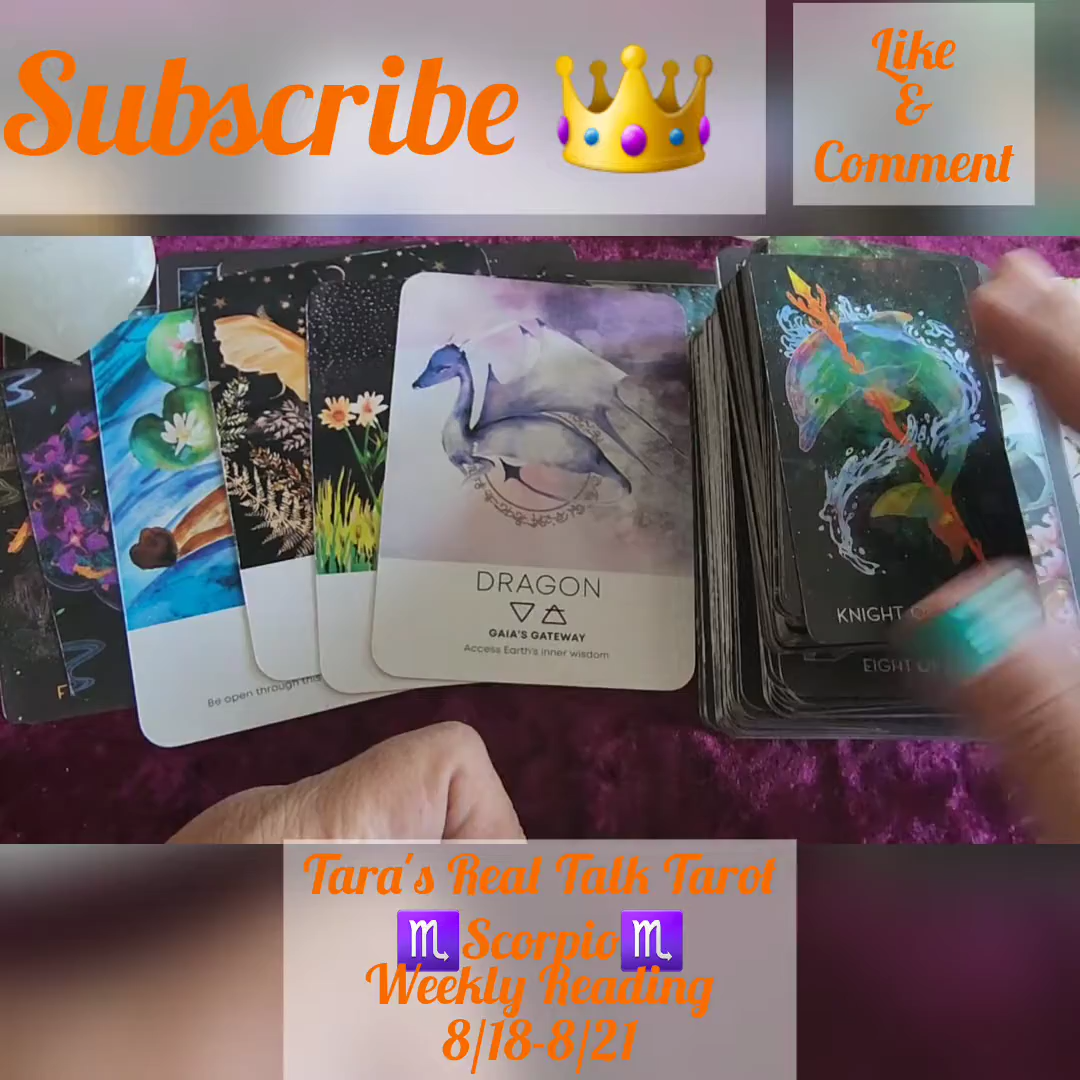 Subscribe
Like
&
Comment
DRAGON
GAIA'S GATEWAY
Access Earth's inner wisdom
Be open through this
KNIGHT
EIGHT
Tara's Real Talk Tarot
♏Scorpio♏
Weekly Reading
8/18-8/21